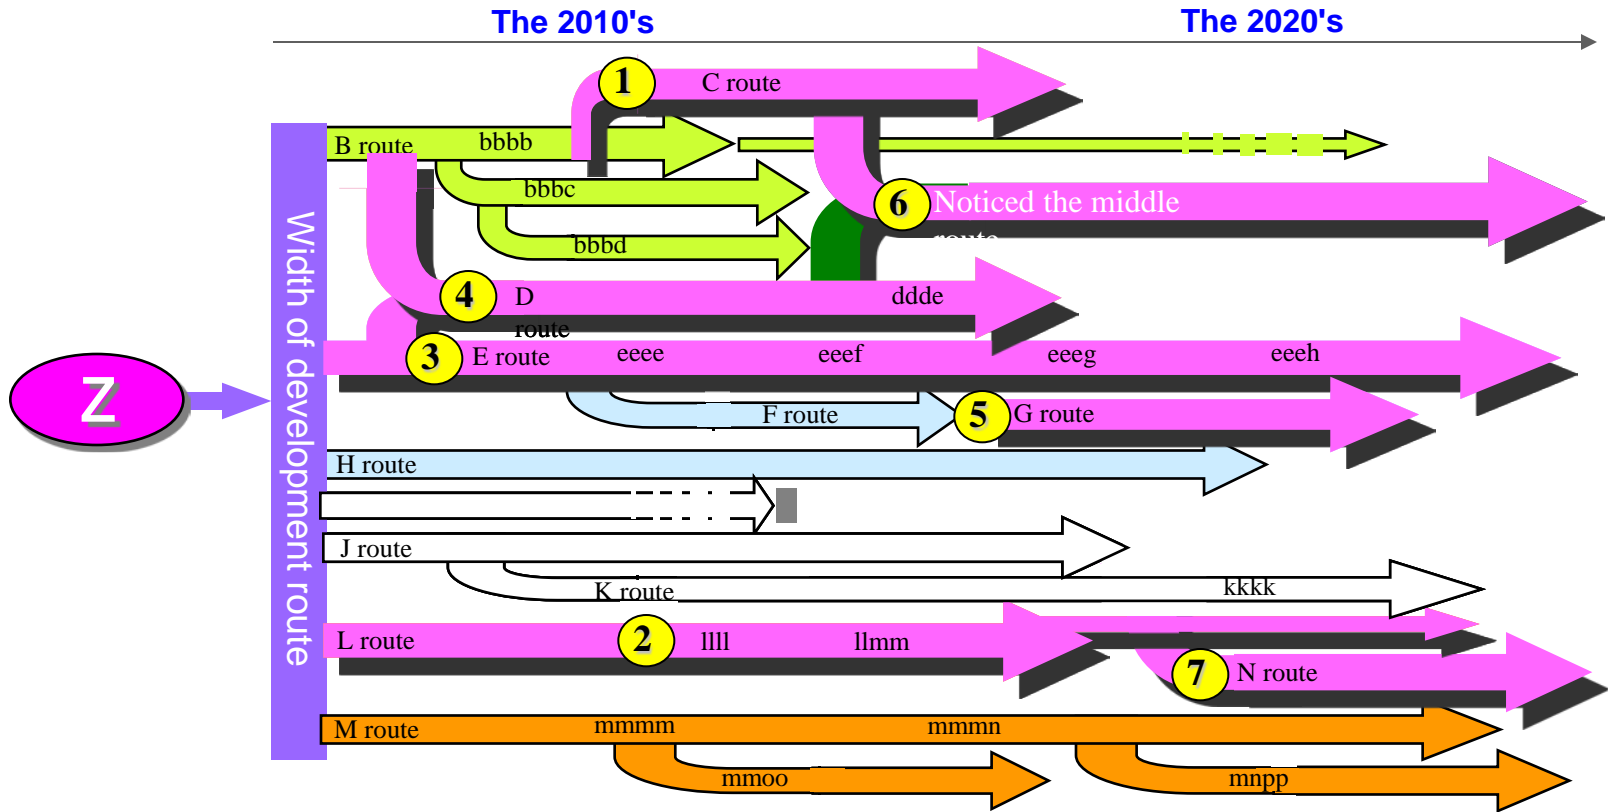 The 2010's
The 2020's
1
C route
B route
bbbb
bbbc
6
Noticed the middle
route
bbbd
4
D
route
ddde
3
E route
eeee
eeef
eeeg
eeeh
Z
Width of development route
F route
5
G route
H route
J route
K route
kkkk
L route
2
llll
llmm
7
N route
M route
mmmm
mmmn
mmoo
mnpp